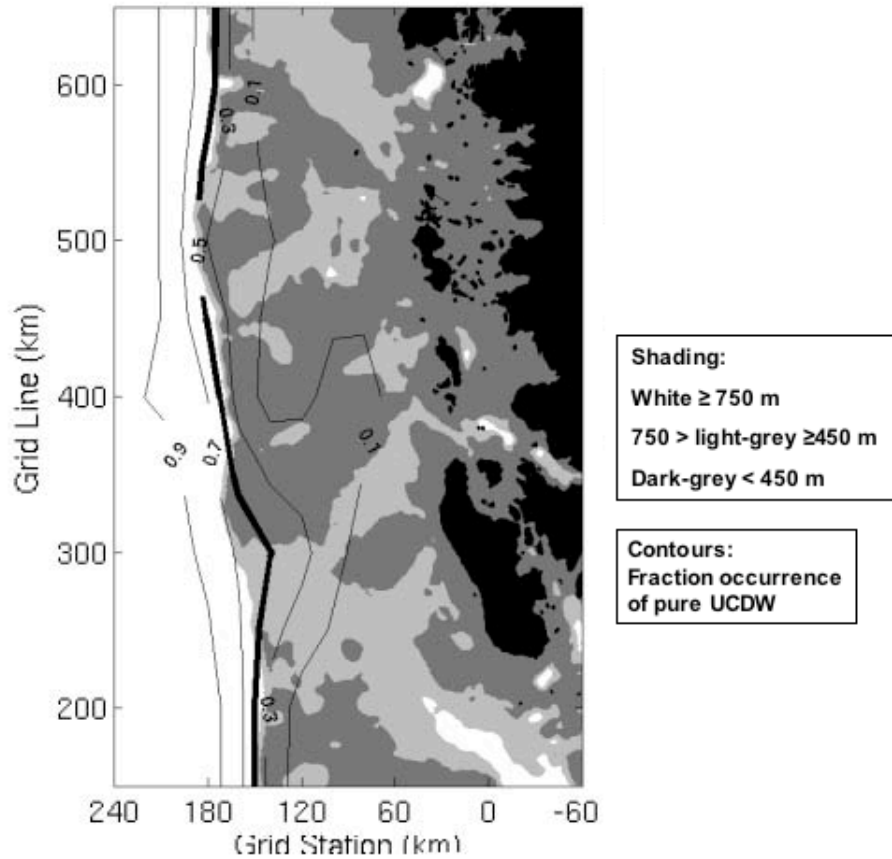 600
500
400
300
200
240 180 120 60 0 -60
Grid Line (km)
Grid Station (km)
0.1
0.3
0.5
0.9
0.7
0.1
0.3
Shading:
White ≥ 750 m
750 > light-grey ≥450 m
Dark-grey < 450 m
Contours:
Fraction occurrence
of pure UCDW